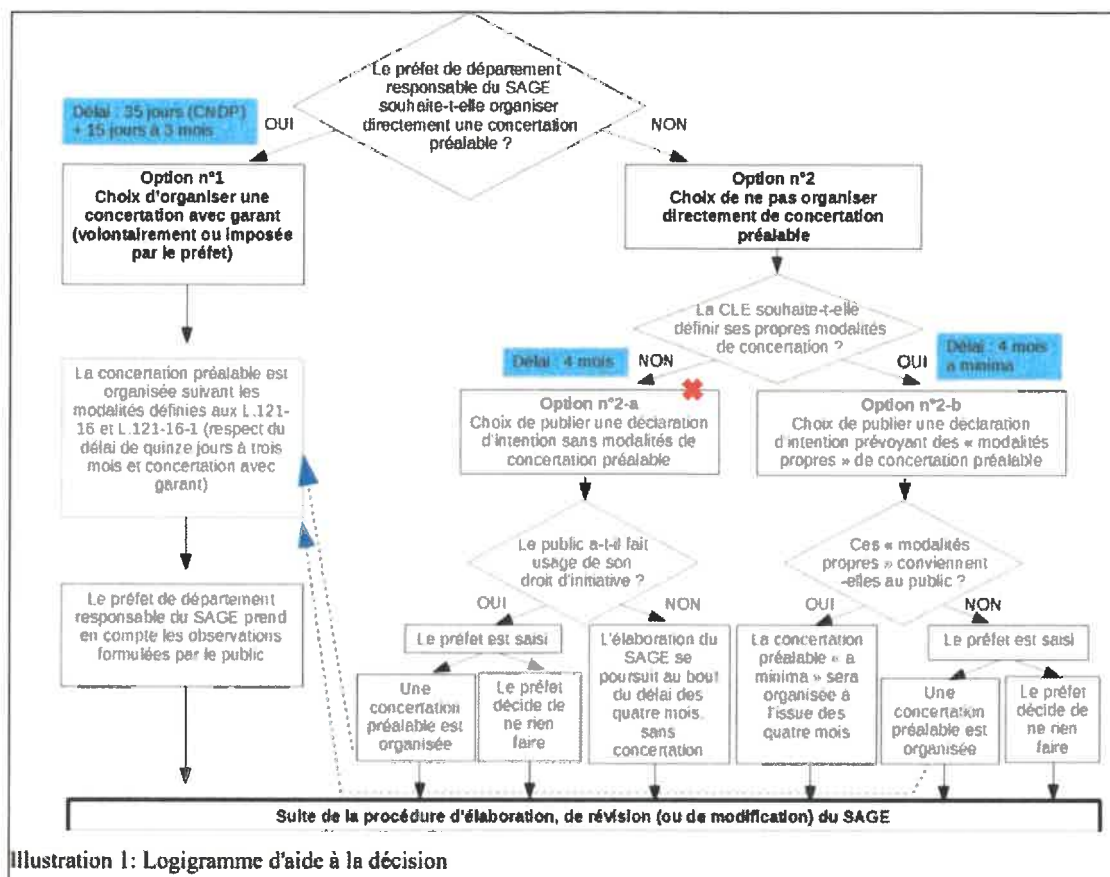 Le préfet de département
responsable du SAGE
souhaite-t-elle organiser
directement une concertation
préalable ?
Délai : 35 jours (CNDP)
+ 15 jours à 3 mois
OUI
NON
Option n°1
Choix d'organiser une
concertation avec garant
(volontairement ou imposée
par le préfet)
Option n°2
Choix de ne pas organiser
directement de concertation
préalable
La CLE souhaite-t-elle
définir ses propres modalités
de concertation ?
Délai : 4 mois
NON
OUI
Délai : 4 mois
a minima
La concertation préalable est
organisée suivant les
modalités définies aux L.121-
16 et L.121-16-1 (respect du
délai de quinze jours à trois
mois et concertation avec
garant)
Option n°2-a
Choix de publier une déclaration
d'intention sans modalités de
concertation préalable
Option n°2-b
Choix de publier une déclaration
d'intention prévoyant des « modalités
propres » de concertation préalable
Le public a-t-il fait
usage de son
droit d'initiative ?
Ces « modalités
propres » conviennent
-elles au public ?
Le préfet de département
responsable du SAGE prend
en compte les observations
formulées par le public
OUI
NON
OUI
NON
Le préfet est saisi
Une
concertation
préalable est
organisée
Le préfet
décide de
ne rien
faire
L'élaboration du
SAGE se
poursuit au bout
du délai des
quatre mois,
sans
concertation
La concertation
préalable « a
minima » sera
organisée à
l'issue des
quatre mois
Le préfet est saisi
Une
concertation
préalable est
organisée
Le préfet
décide de
ne rien
faire
Suite de la procédure d'élaboration, de révision (ou de modification) du SAGE
Illustration 1: Logigramme d'aide à la décision